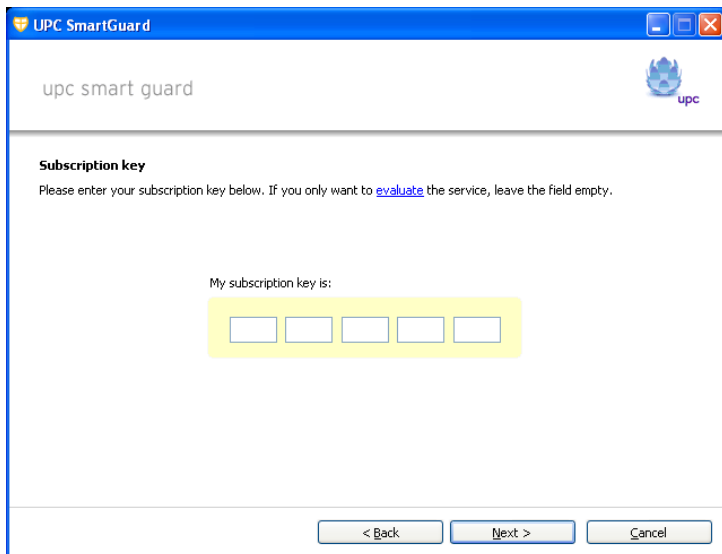 UPC SmartGuard
upc smart guard
upc
Subscription key
Please enter your subscription key below. If you only want to evaluate the service, leave the field empty.
My subscription key is:
< Back
Next >
Cancel